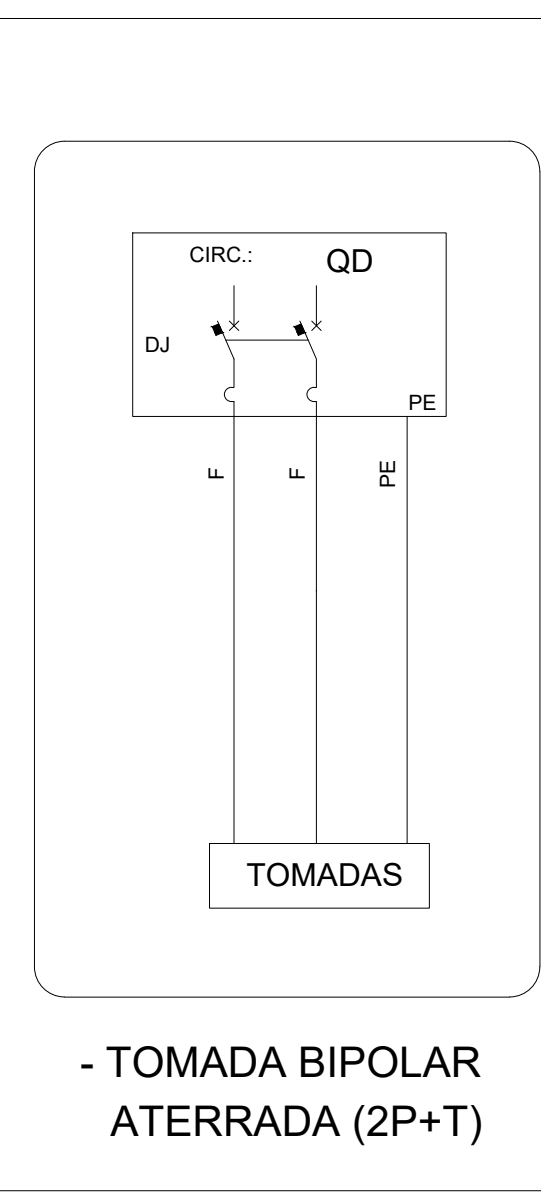 CIRC.: QD
DJ
PE
F F PE
TOMADAS
- TOMADA BIPOLAR
ATERRADA (2P+T)